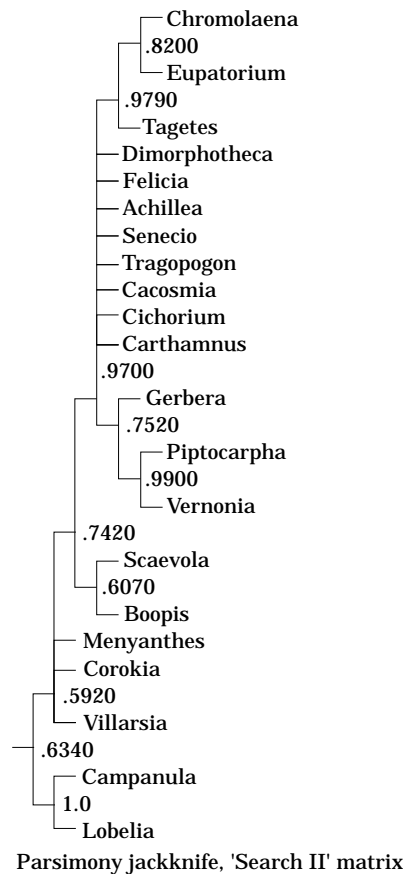 Chromolaena
.8200
Eupatorium
.9790
Tagetes
Dimorphotheca
Felicia
Achillea
Senecio
Tragopogon
Cacosmia
Cichorium
Carthamnus
.9700
Gerbera
.7520
Piptocarpha
.9900
Vernonia
.7420
Scaevola
.6070
Boopis
Menyanthes
Corokia
.5920
Villarsia
.6340
Campanula
1.0
Lobelia
Parsimony jackknife, 'Search II' matrix